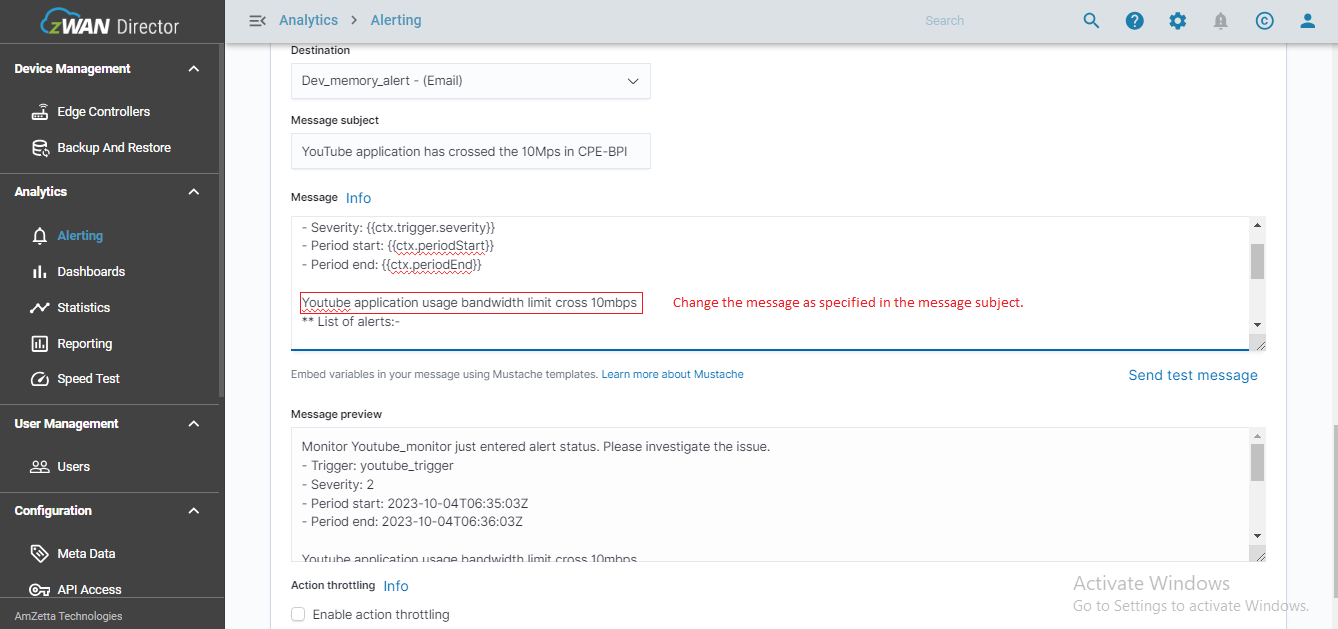 zWAN Director
Analytics > Alerting
Search
Device Management
Edge Controllers
Backup And Restore
Analytics
Alerting
Dashboards
Statistics
Reporting
Speed Test
User Management
Users
Configuration
Meta Data
API Access
AmZetta Technologies
Destination
Dev_memory_alert - (Email)
Message subject
YouTube application has crossed the 10Mps in CPE-BPI
Message Info
- Severity: {{ctx.trigger.severity}}
- Period start: {{ctx.periodStart}}
- Period end: {{ctx.periodEnd}}
Youtube application usage bandwidth limit cross 10mbps
Change the message as specified in the message subject.
** List of alerts:-
Embed variables in your message using Mustache templates. Learn more about Mustache
Send test message
Message preview
Monitor Youtube_monitor just entered alert status. Please investigate the issue.
- Trigger: youtube_trigger
- Severity: 2
- Period start: 2023-10-04T06:35:03Z
- Period end: 2023-10-04T06:36:03Z
Youtube application usage bandwidth limit cross 10mbps
Action throttling Info
Enable action throttling
Activate Windows
Go to Settings to activate Windows.